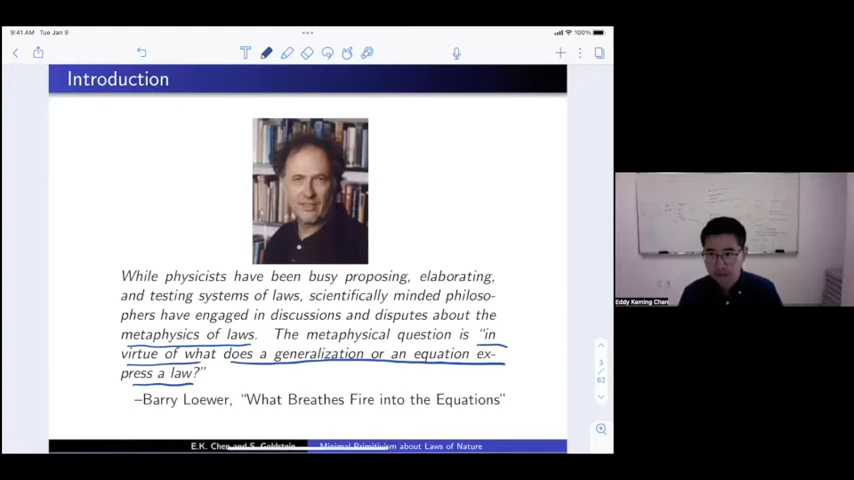 9:41 AM Tue Jan 9
100%
Introduction
While physicists have been busy proposing, elaborating,
and testing systems of laws, scientifically minded philoso-
phers have engaged in discussions and disputes about the
metaphysics of laws. The metaphysical question is “in
virtue of what does a generalization or an equation ex-
press a law?”
–Barry Loewer, “What Breathes Fire into the Equations”
3
/
62
E.K. Chen and S. Goldstein
Minimal Primitivism about Laws of Nature
Eddy Keming Chen